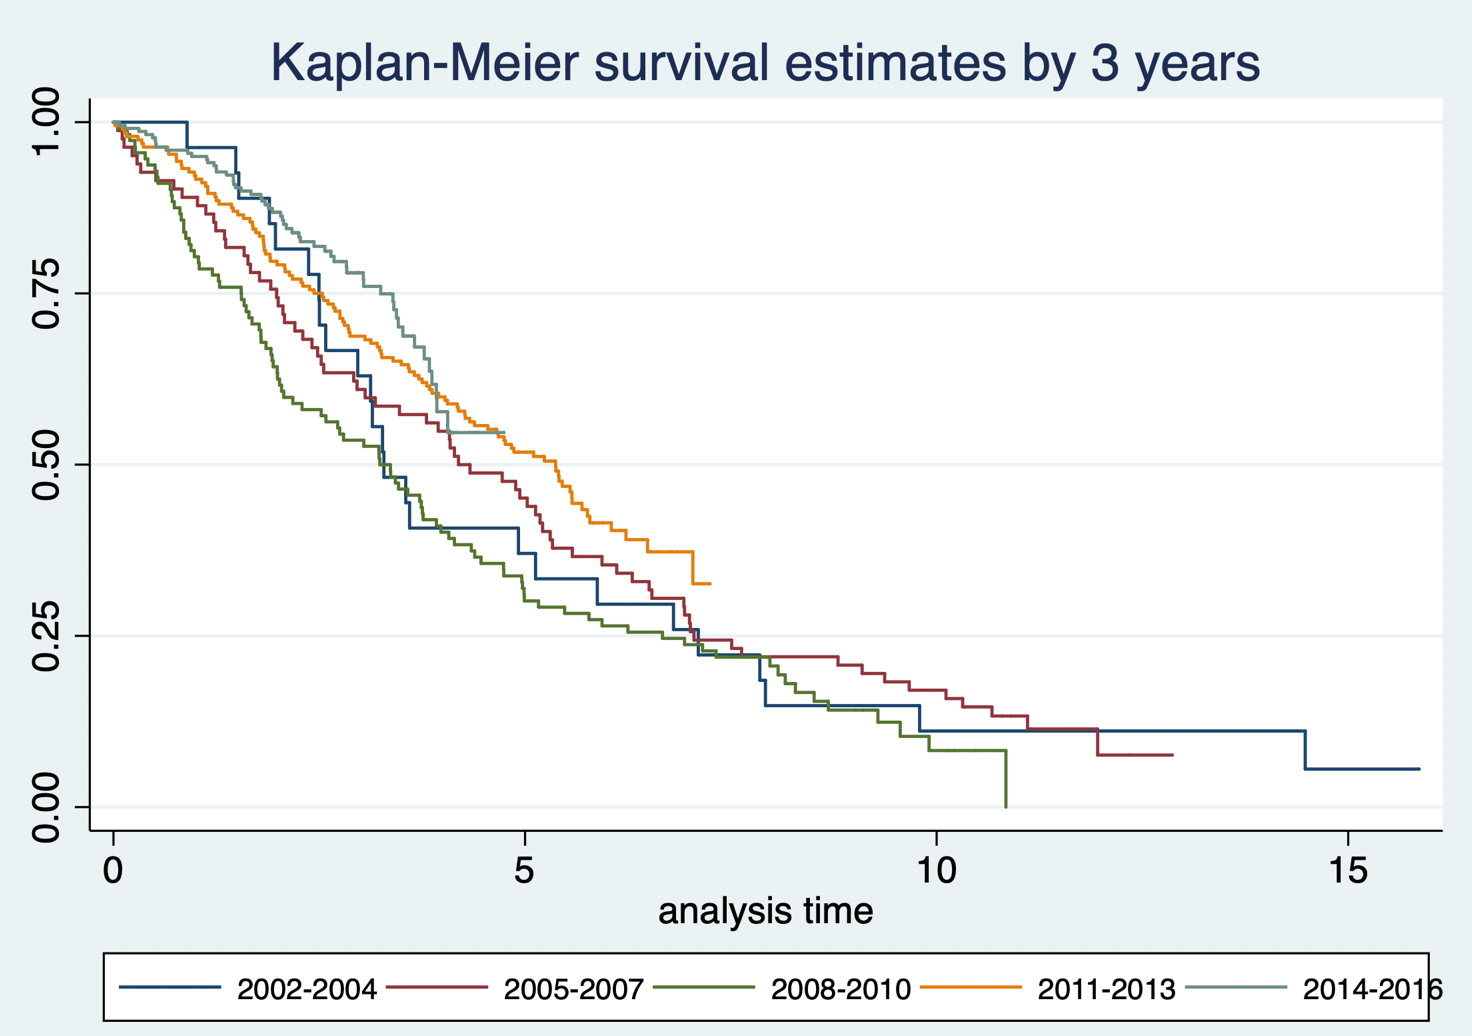 Kaplan-Meier survival estimates by 3 years
1.00
0.75
0.50
0.25
0.00
0 5 10 15
analysis time
2002-2004 2005-2007 2008-2010 2011-2013 2014-2016